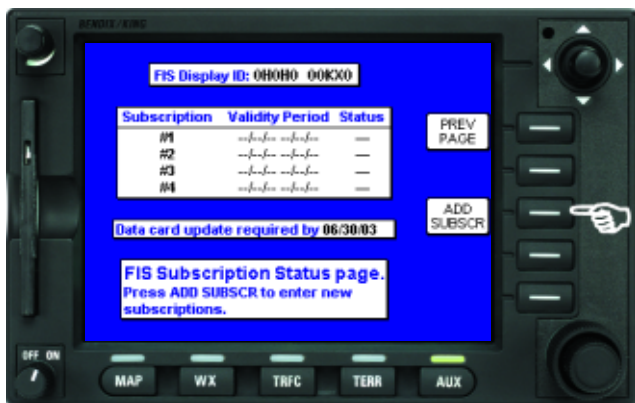 BENDIX/KING
FIS Display ID: 0H0H0 00KX0
Subscription Validity Period Status
#1 --/--/-- --/--/-- ---
#2 --/--/-- --/--/-- ---
#3 --/--/-- --/--/-- ---
#4 --/--/-- --/--/-- ---
PREV
PAGE
ADD
SUBSCR
Data card update required by 06/30/03
FIS Subscription Status page.
Press ADD SUBSCR to enter new
subscriptions.
OFF ON
MAP WX TRFC TERR AUX